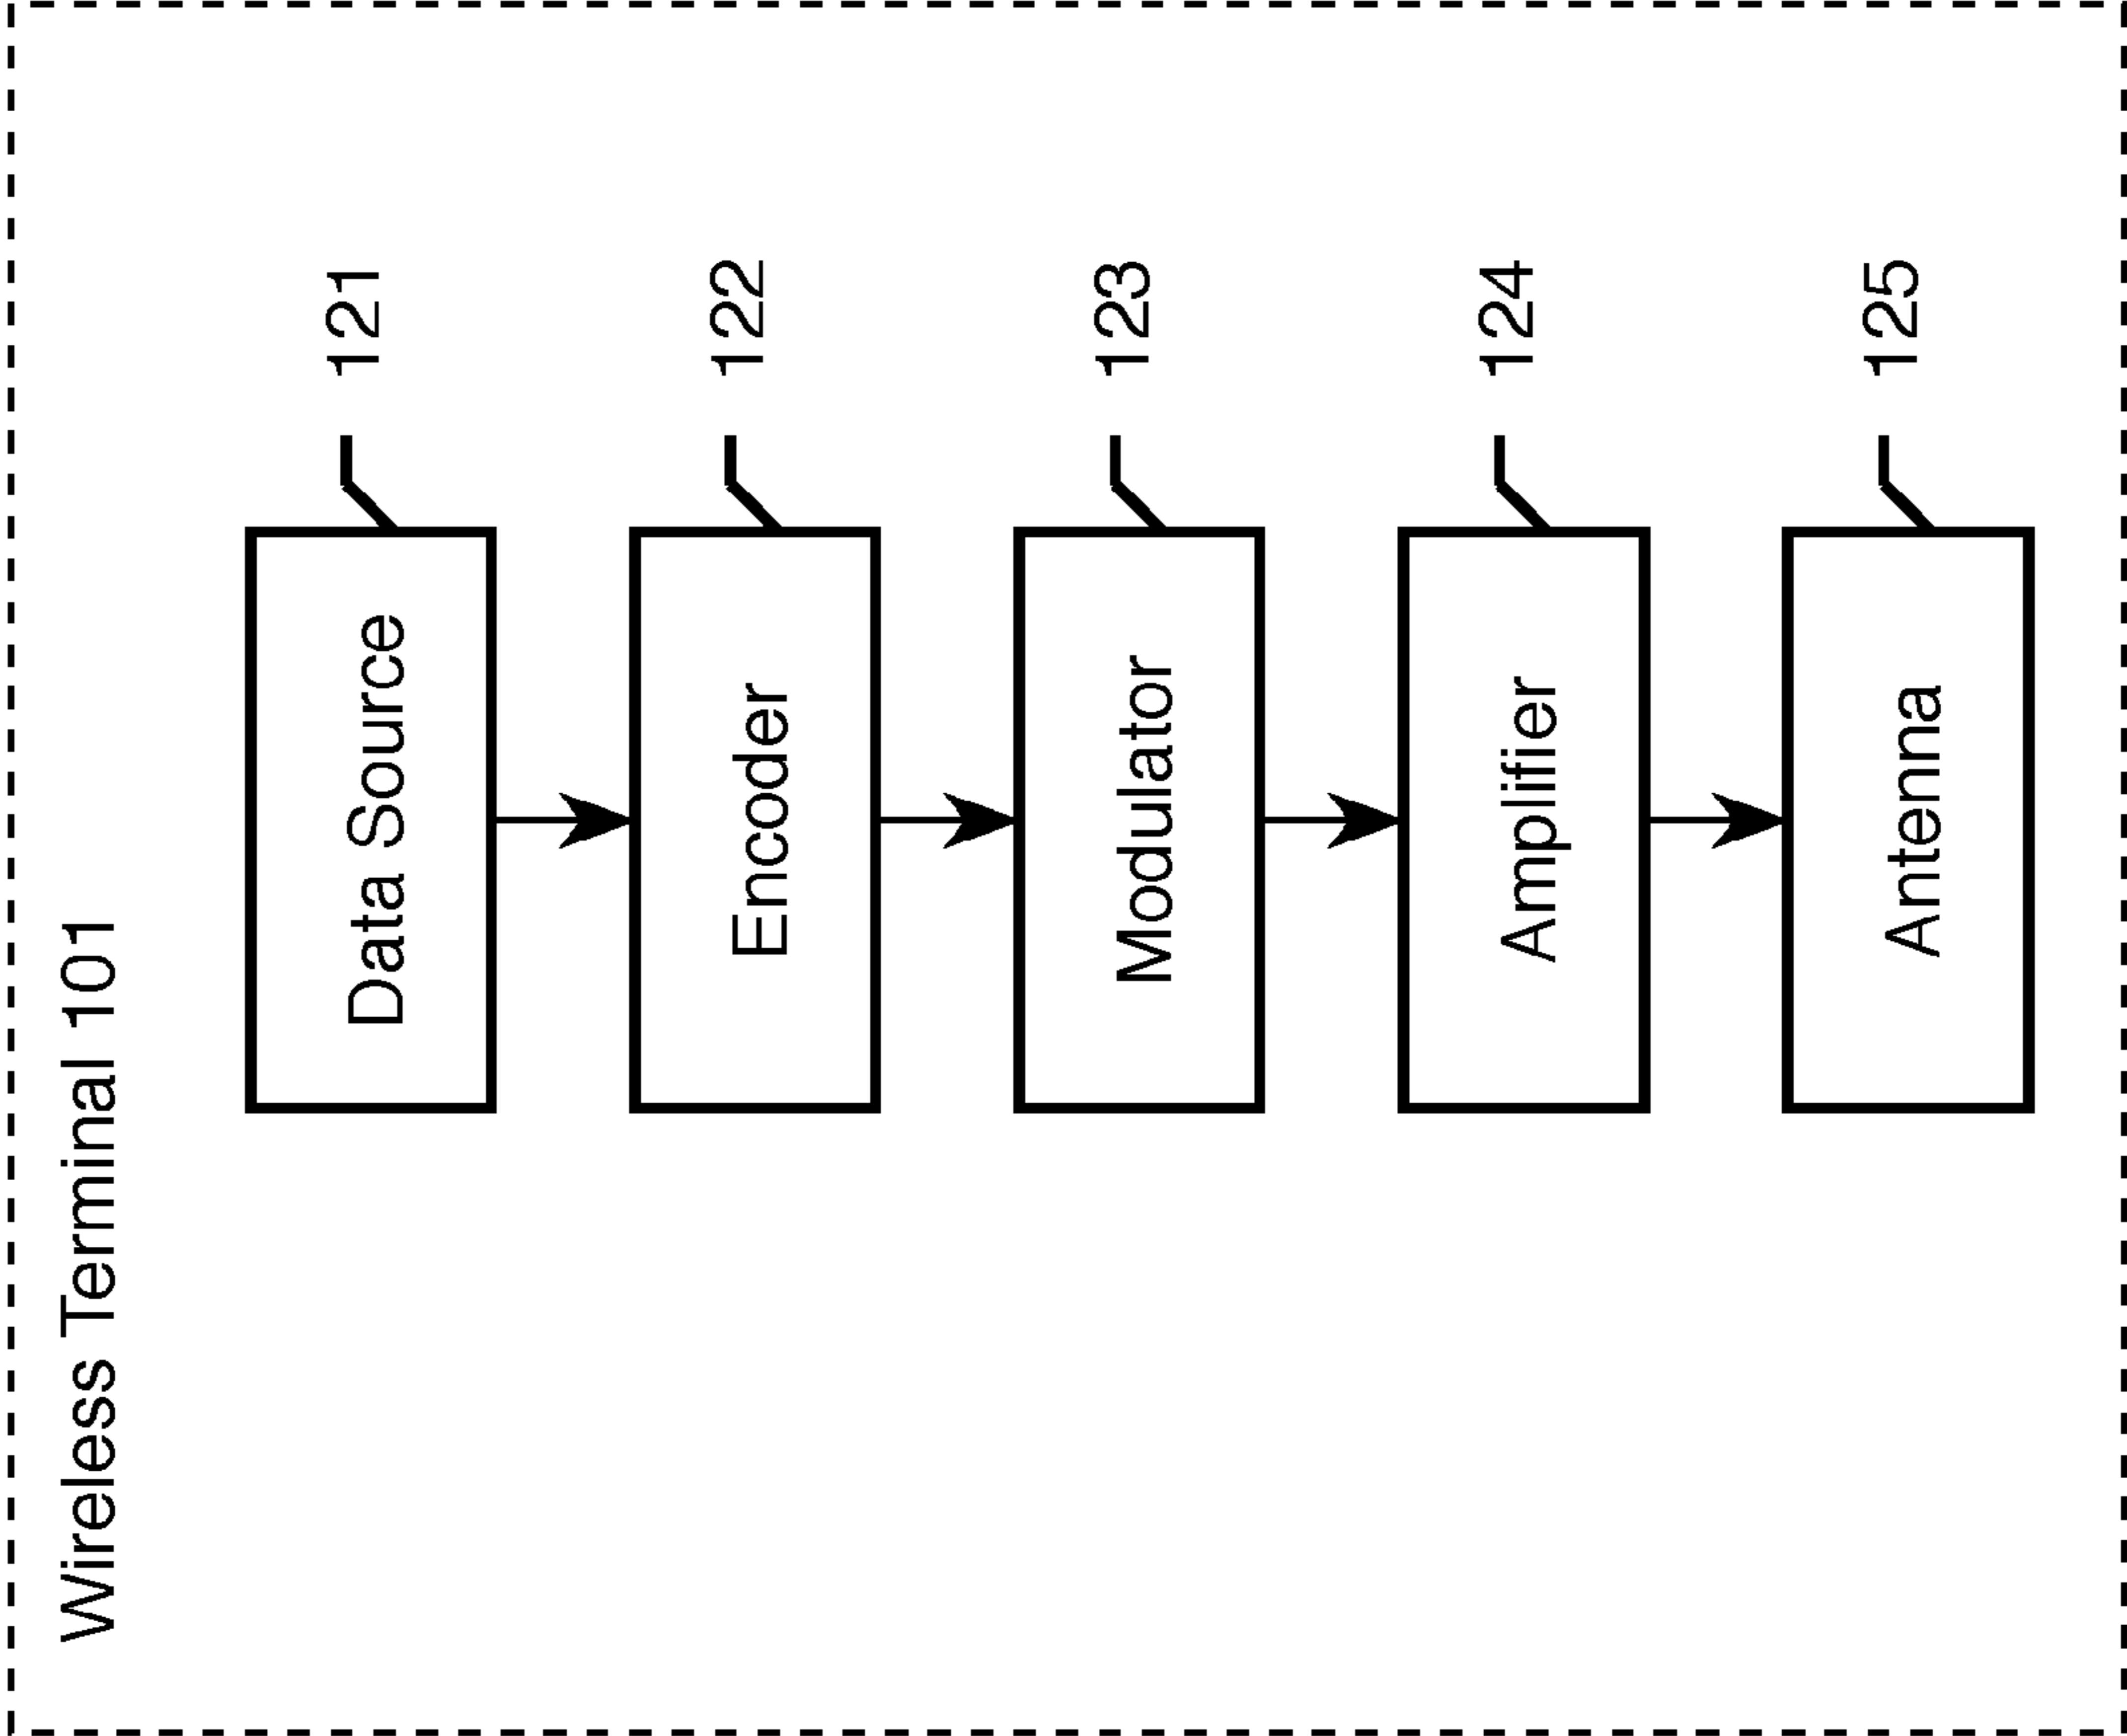 Wireless Terminal 101
Data Source
121
Encoder
122
Modulator
123
Amplifier
124
Antenna
125